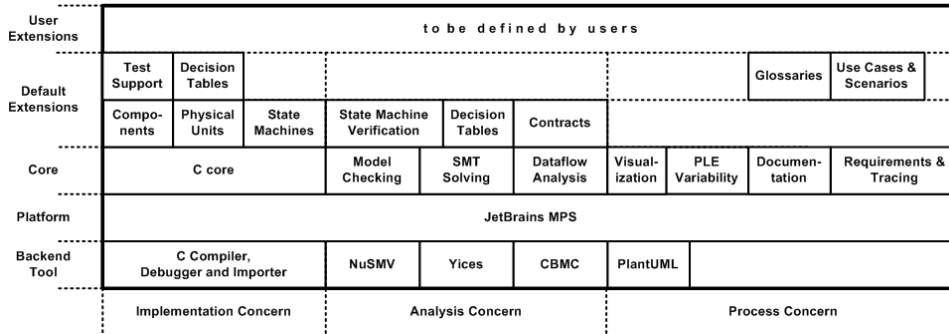 User
Extensions
to be defined by users
Default
Extensions
Test
Support
Decision
Tables
Glossaries
Use Cases &
Scenarios
Compo-
nents
Physical
Units
State
Machines
State Machine
Verification
Decision
Tables
Contracts
Core
C core
Model
Checking
SMT
Solving
Dataflow
Analysis
Visual-
ization
PLE
Variability
Documen-
tation
Requirements &
Tracing
Platform
JetBrains MPS
Backend
Tool
C Compiler,
Debugger and Importer
NuSMV
Yices
CBMC
PlantUML
Implementation Concern
Analysis Concern
Process Concern